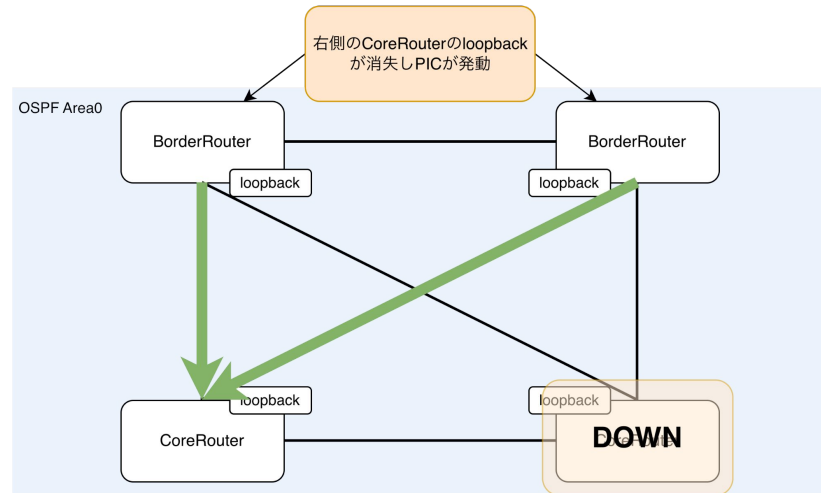 右側のCoreRouterのloopback
が消失しPICが発動
OSPF Area0
BorderRouter
BorderRouter
loopback
loopback
loopback
loopback
CoreRouter
CoreRouter
DOWN